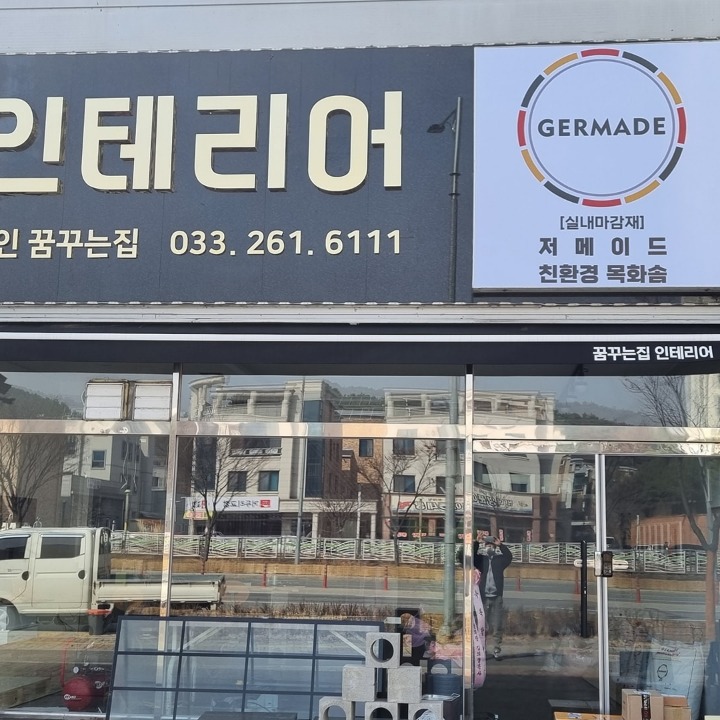 인테리어
인 꿈꾸는집 033. 261. 6111
GERMADE
[실내마감재]
저메이드
친환경 목화솜
꿈꾸는집 인테리어